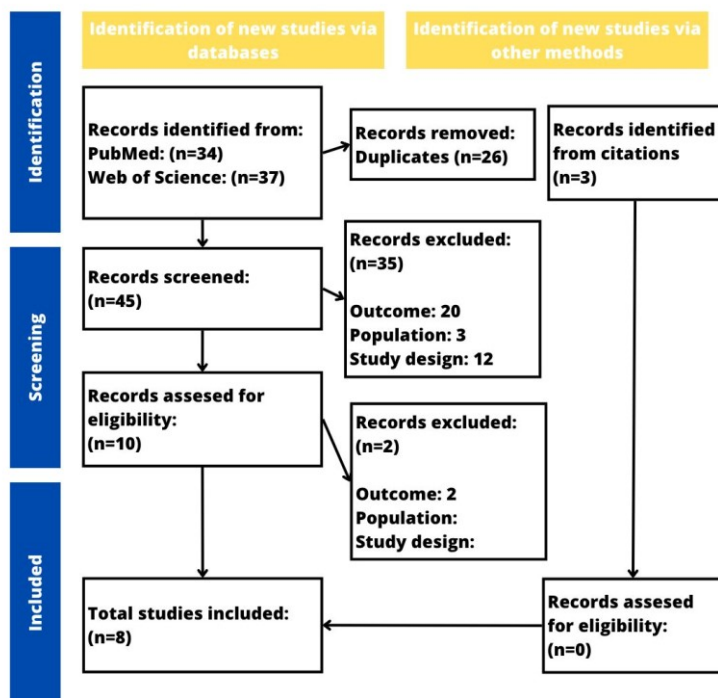 Identification of new studies via
databases
Identification of new studies via
other methods
Identification
Records identified from:
PubMed: (n=34)
Web of Science: (n=37)
Records removed:
Duplicates (n=26)
Records identified
from citations
(n=3)
Screening
Records screened:
(n=45)
Records excluded:
(n=35)
Outcome: 20
Population: 3
Study design: 12
Records assesed for
eligibility:
(n=10)
Records excluded:
(n=2)
Outcome: 2
Population:
Study design:
Included
Total studies included:
(n=8)
Records assesed
for eligibility:
(n=0)